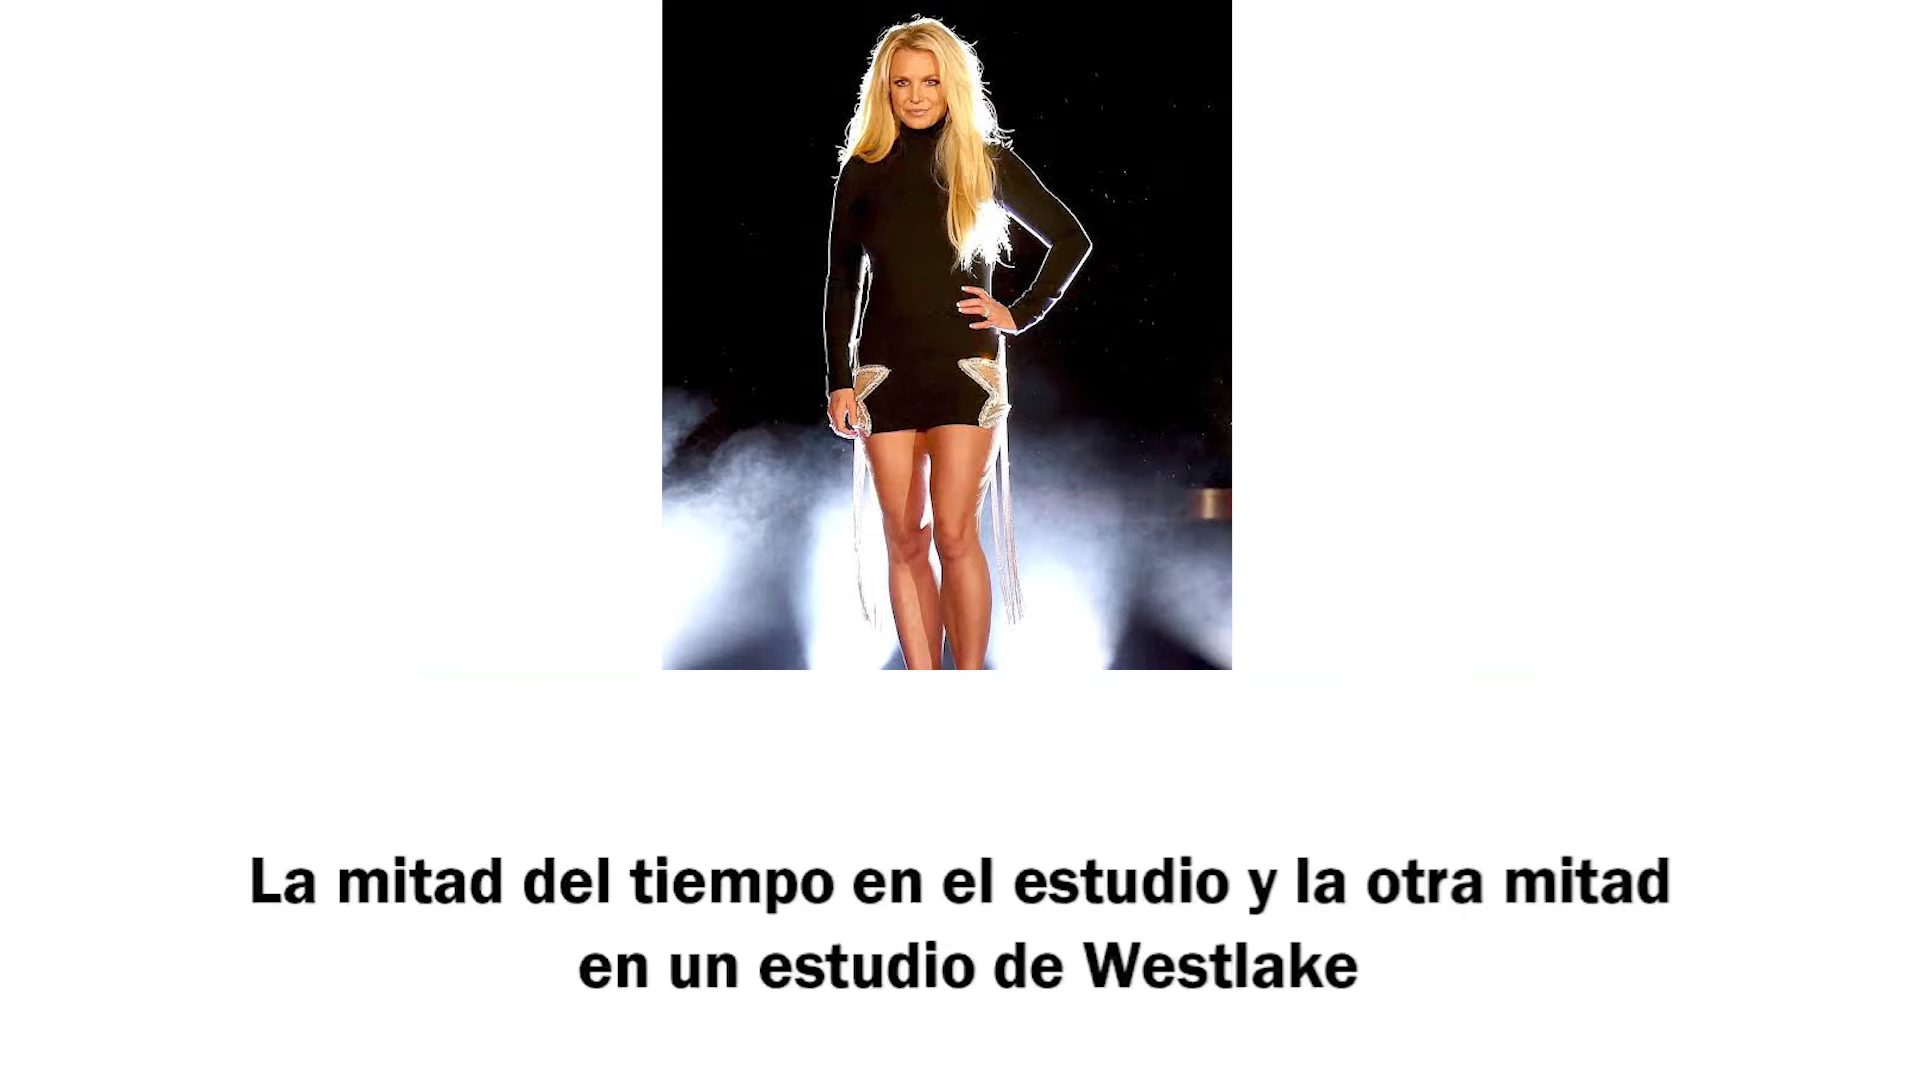 La mitad del tiempo en el estudio y la otra mitad
en un estudio de Westlake